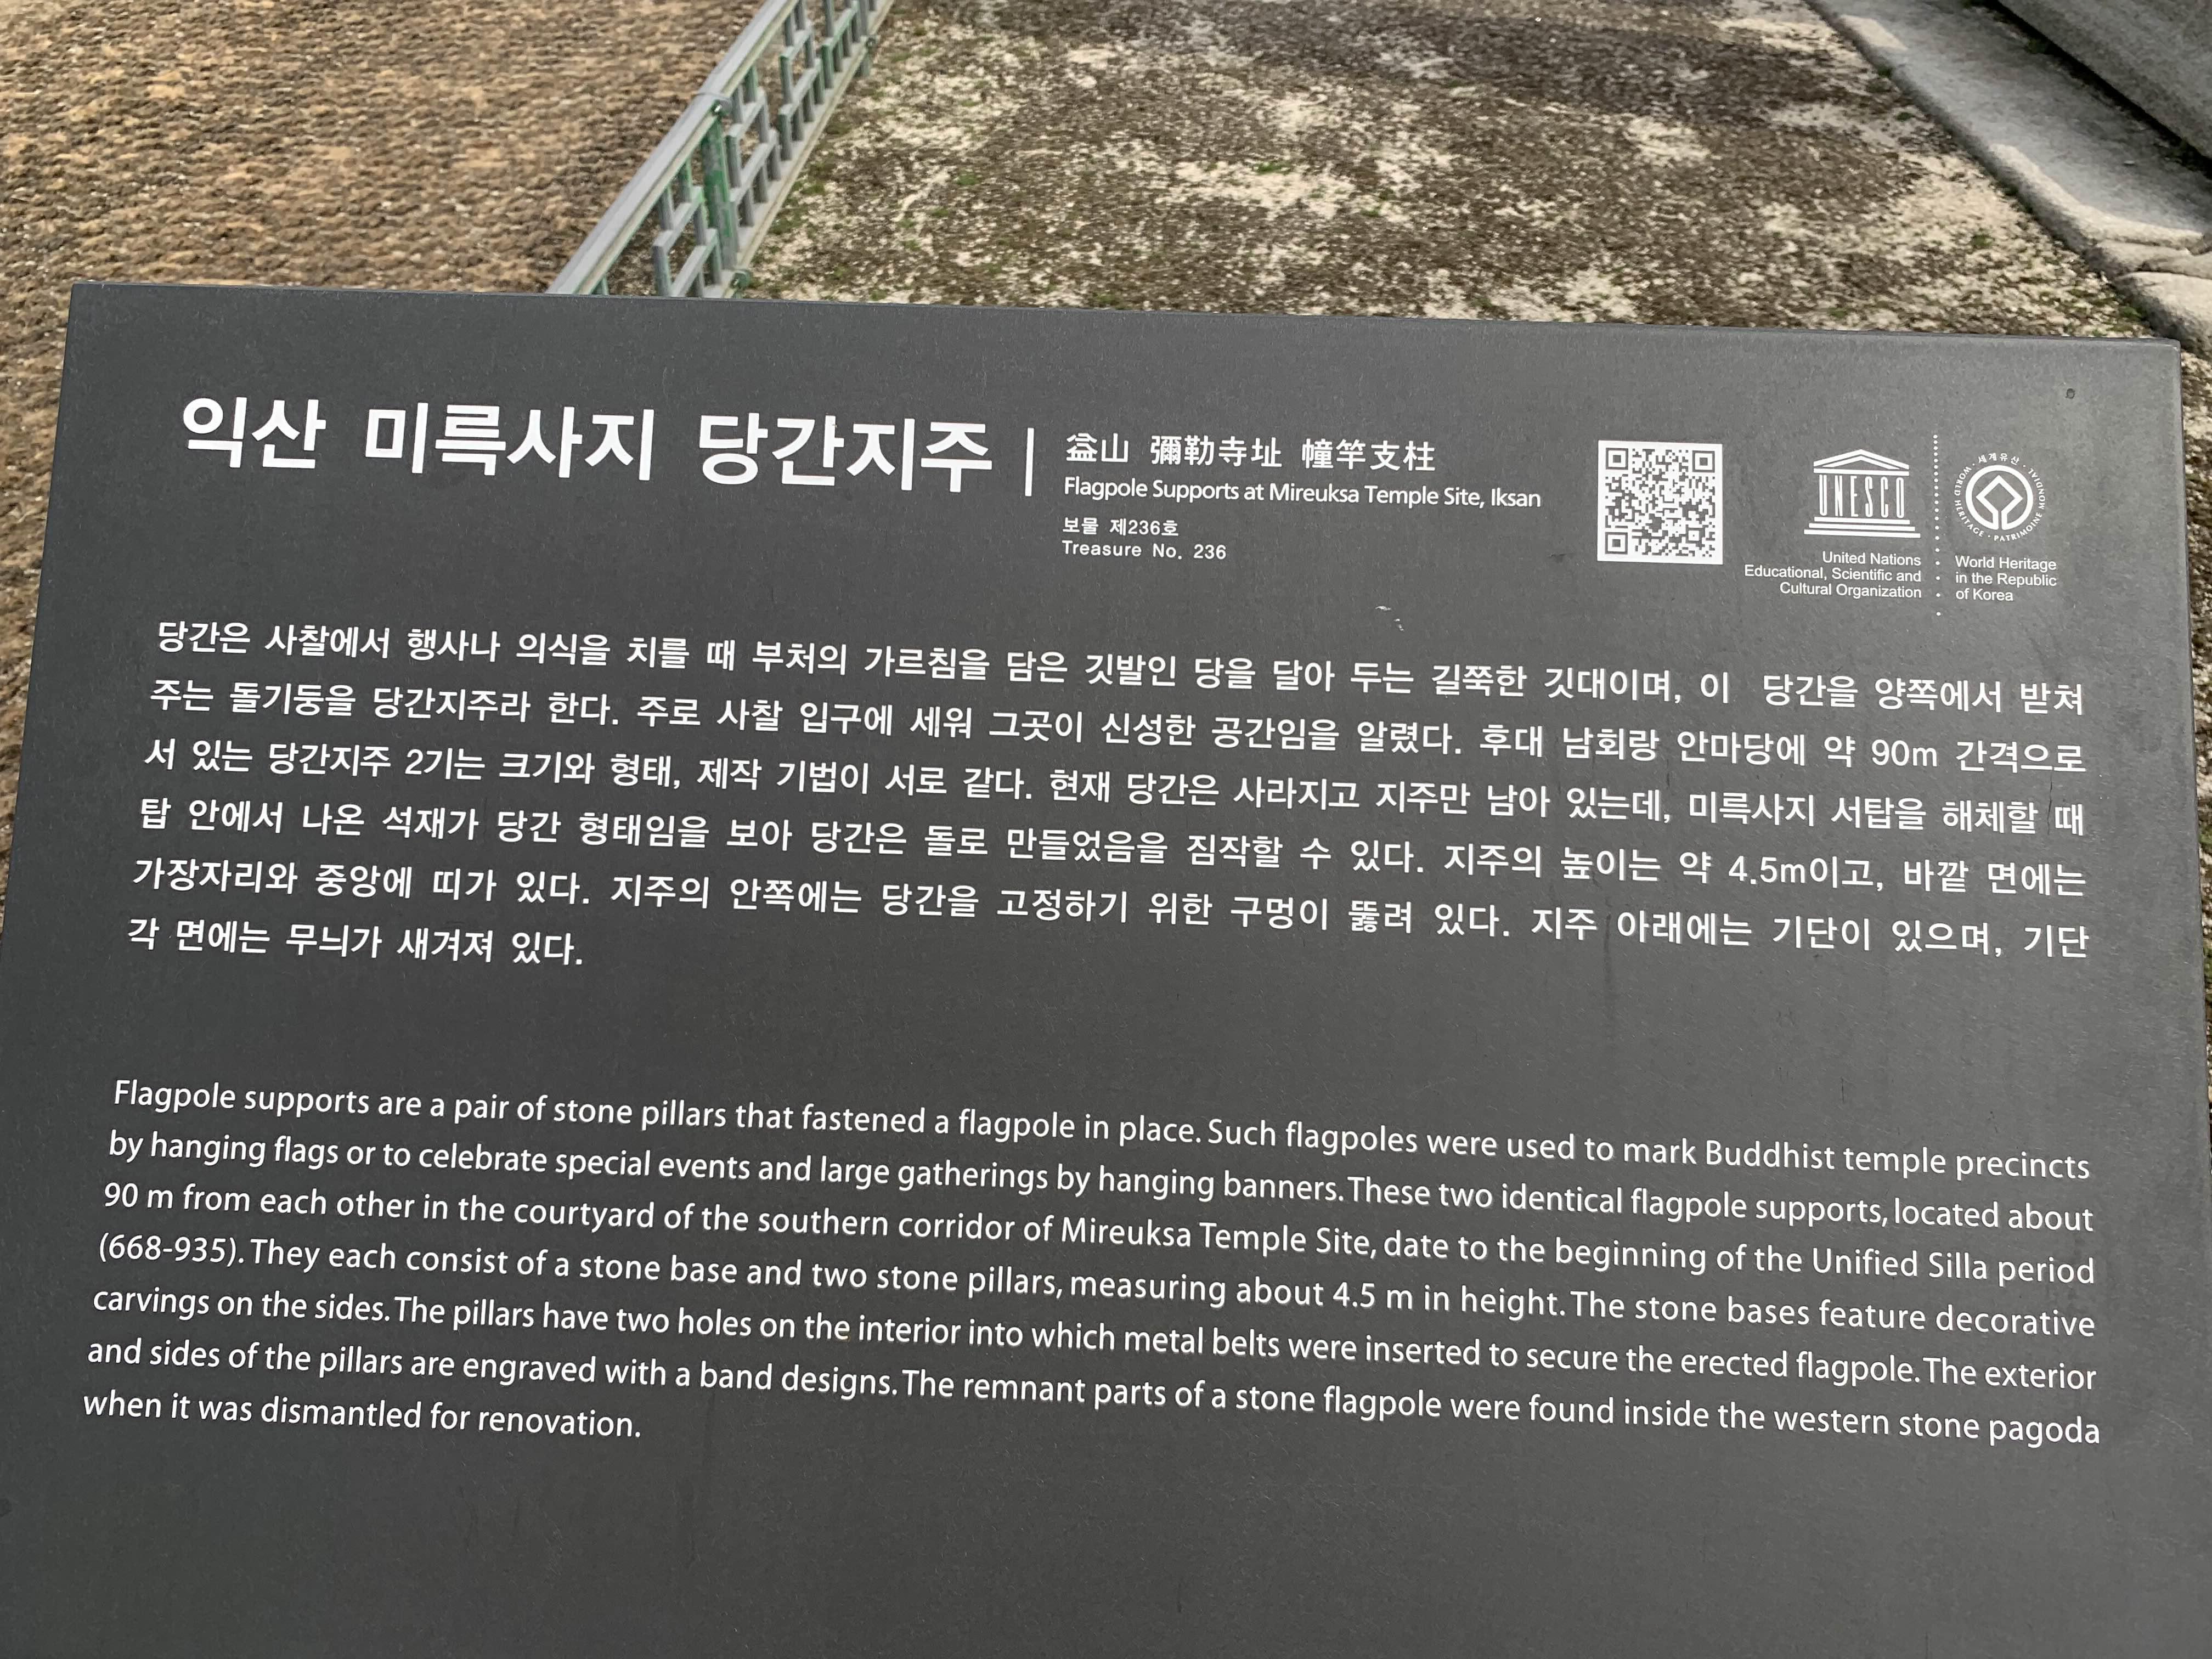 익산 미륵사지 당간지주
益山 彌勒寺址 幢竿支柱
Flagpole Supports at Mireuksa Temple Site, Iksan
보물 제236호
Treasure No. 236
UNESCO
United Nations
Educational, Scientific and
Cultural Organization
세계유산 · WORLD HERITAGE · PATRIMOINE MONDIAL ·
World Heritage
in the Republic
of Korea
당간은 사찰에서 행사나 의식을 치를 때 부처의 가르침을 담은 깃발인 당을 달아 두는 길쭉한 깃대이며, 이 당간을 양쪽에서 받쳐
주는 돌기둥을 당간지주라 한다. 주로 사찰 입구에 세워 그곳이 신성한 공간임을 알렸다. 후대 남회랑 안마당에 약 90m 간격으로
서 있는 당간지주 2기는 크기와 형태, 제작 기법이 서로 같다. 현재 당간은 사라지고 지주만 남아 있는데, 미륵사지 서탑을 해체할 때
탑 안에서 나온 석재가 당간 형태임을 보아 당간은 돌로 만들었음을 짐작할 수 있다. 지주의 높이는 약 4.5m이고, 바깥 면에는
가장자리와 중앙에 띠가 있다. 지주의 안쪽에는 당간을 고정하기 위한 구멍이 뚫려 있다. 지주 아래에는 기단이 있으며, 기단
각 면에는 무늬가 새겨져 있다.
Flagpole supports are a pair of stone pillars that fastened a flagpole in place. Such flagpoles were used to mark Buddhist temple precincts
by hanging flags or to celebrate special events and large gatherings by hanging banners. These two identical flagpole supports, located about
90 m from each other in the courtyard of the southern corridor of Mireuksa Temple Site, date to the beginning of the Unified Silla period
(668-935). They each consist of a stone base and two stone pillars, measuring about 4.5 m in height. The stone bases feature decorative
carvings on the sides. The pillars have two holes on the interior into which metal belts were inserted to secure the erected flagpole. The exterior
and sides of the pillars are engraved with a band designs. The remnant parts of a stone flagpole were found inside the western stone pagoda
when it was dismantled for renovation.